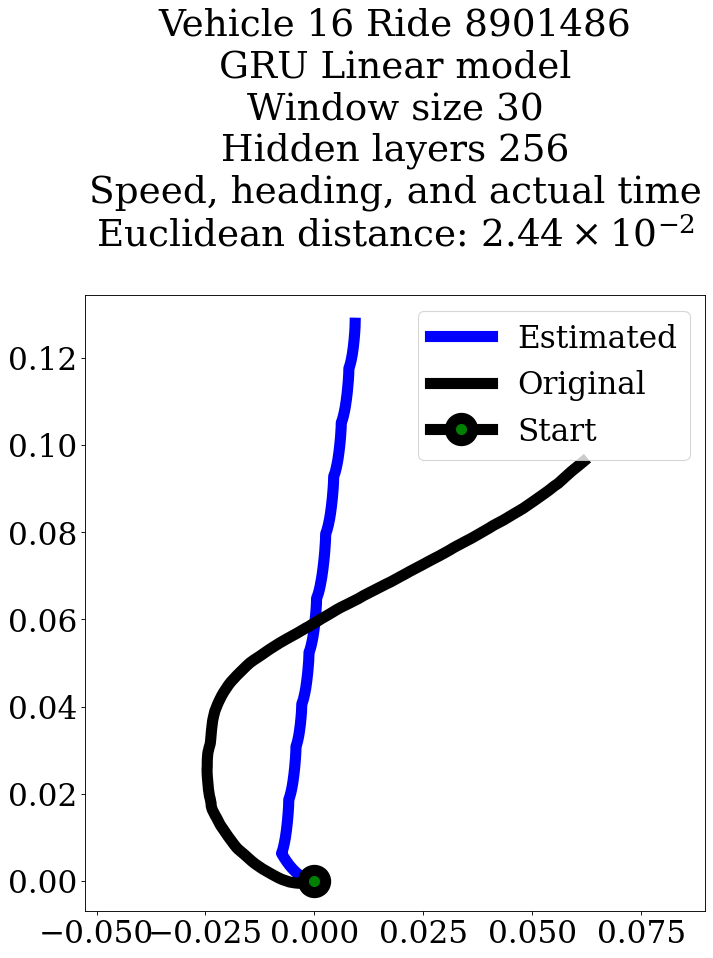 Vehicle 16 Ride 8901486
GRU Linear model
Window size 30
Hidden layers 256
Speed, heading, and actual time
Euclidean distance: 2.44 × 10⁻²
Estimated
Original
Start
0.12
0.10
0.08
0.06
0.04
0.02
0.00
−0.050 −0.025 0.000 0.025 0.050 0.075